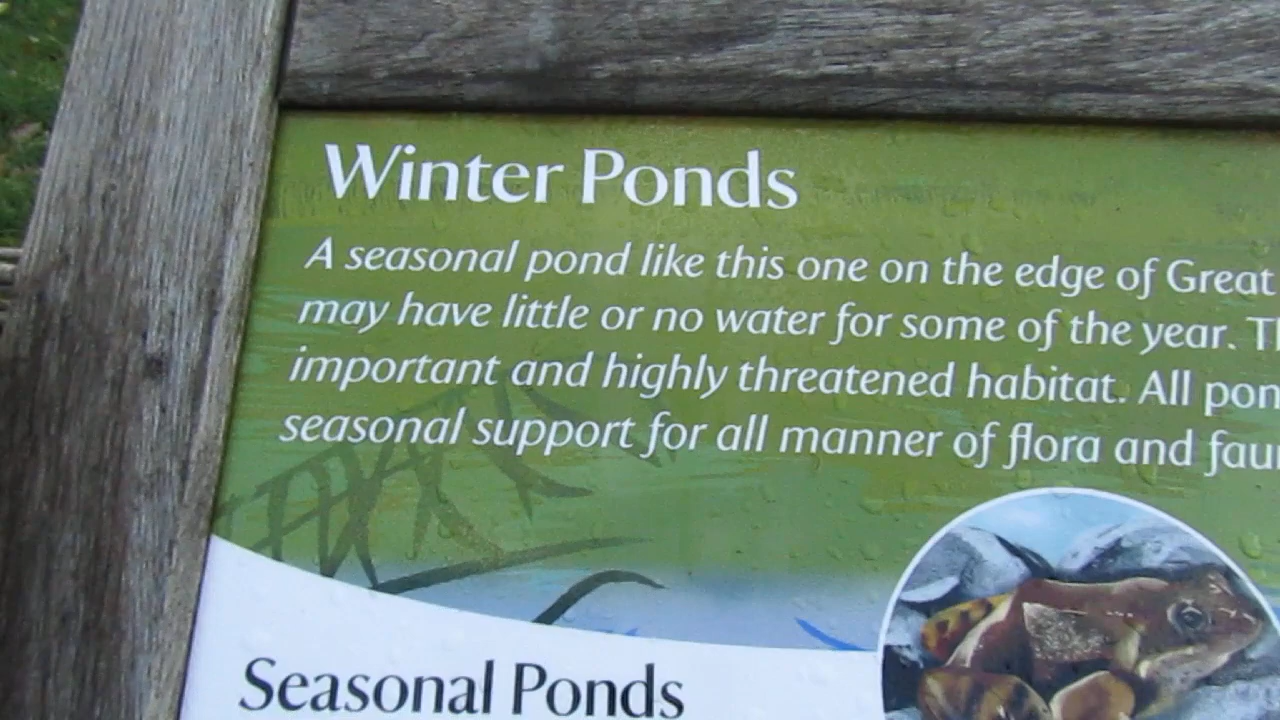 Winter Ponds
A seasonal pond like this one on the edge of Great
may have little or no water for some of the year.
important and highly threatened habitat. All
seasonal support for all manner of flora and
Seasonal Ponds